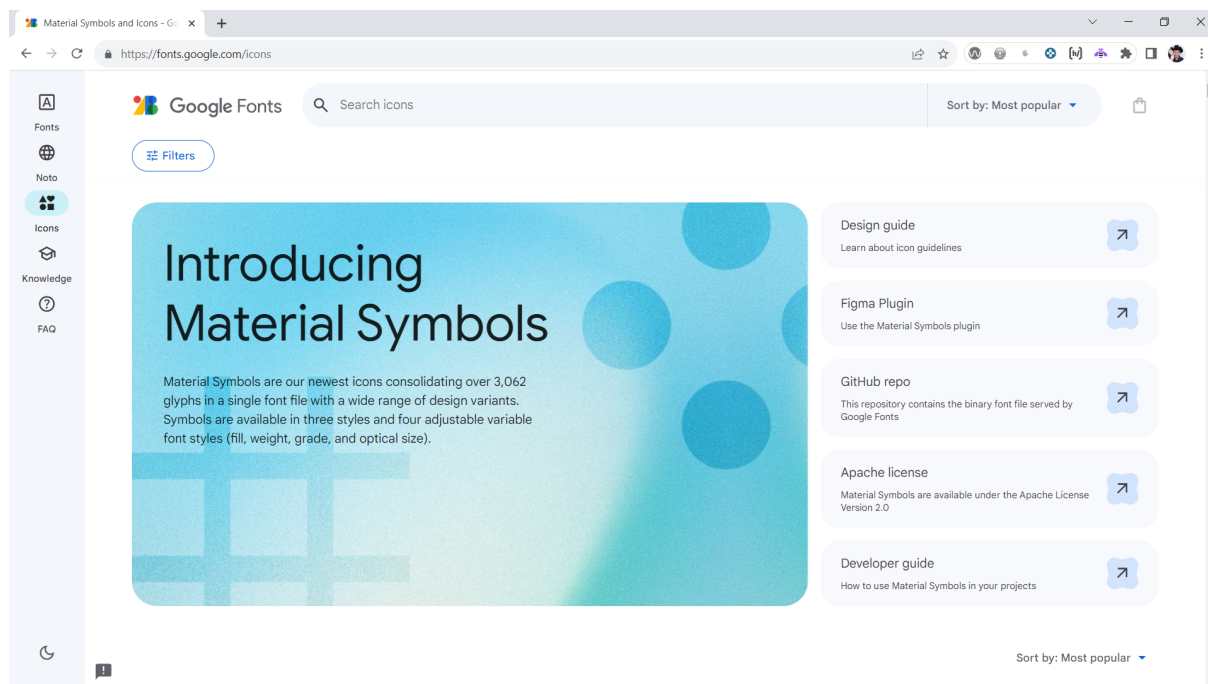 Material Symbols and Icons - Go
https://fonts.google.com/icons
Fonts
Noto
Icons
Knowledge
FAQ
Google Fonts
Search icons
Sort by: Most popular
Filters
Introducing
Material Symbols
Material Symbols are our newest icons consolidating over 3,062
glyphs in a single font file with a wide range of design variants.
Symbols are available in three styles and four adjustable variable
font styles (fill, weight, grade, and optical size).
Design guide
Learn about icon guidelines
Figma Plugin
Use the Material Symbols plugin
GitHub repo
This repository contains the binary font file served by
Google Fonts
Apache license
Material Symbols are available under the Apache License
Version 2.0
Developer guide
How to use Material Symbols in your projects
Sort by: Most popular